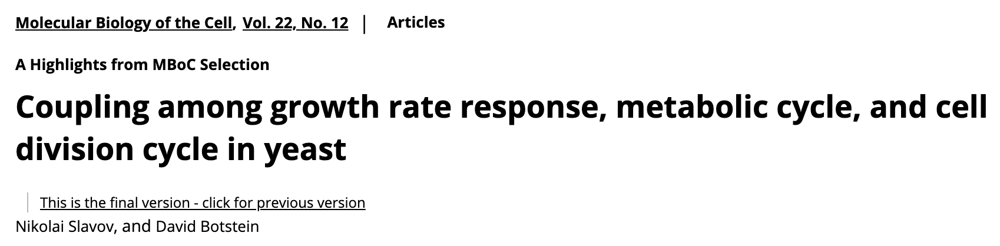 Molecular Biology of the Cell, Vol. 22, No. 12 | Articles
A Highlights from MBoC Selection
Coupling among growth rate response, metabolic cycle, and cell
division cycle in yeast
This is the final version - click for previous version
Nikolai Slavov, and David Botstein